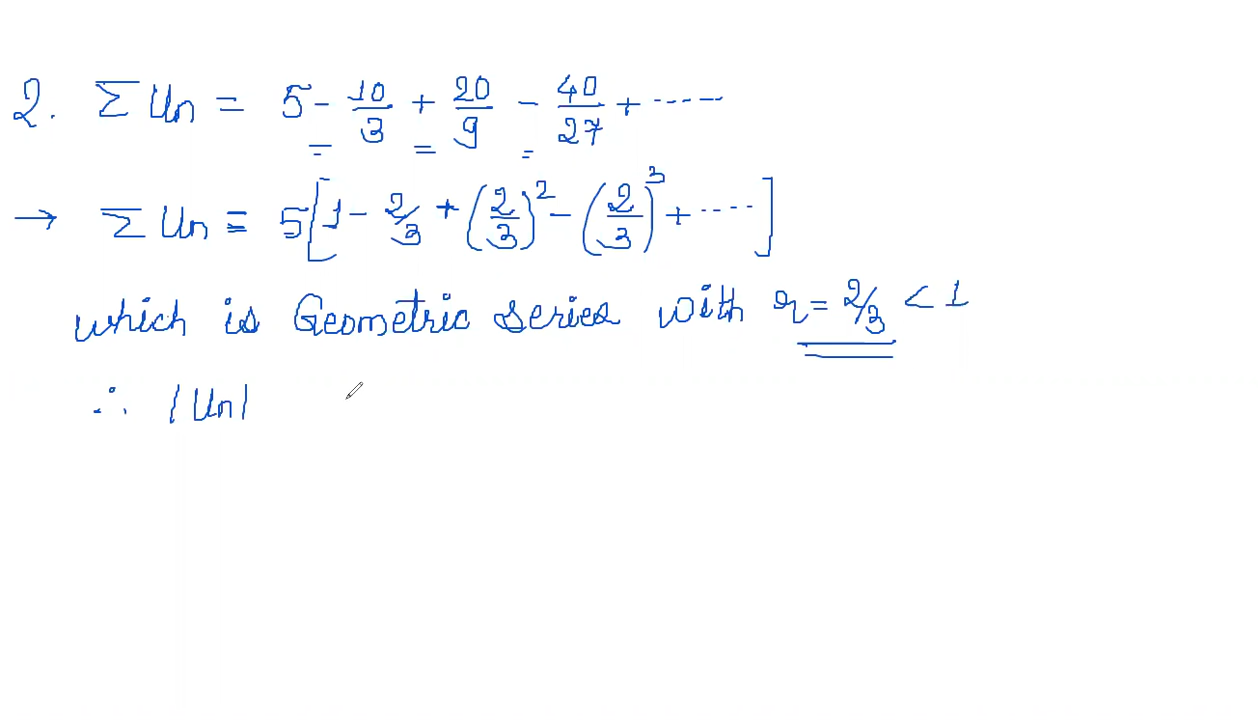 2. Σ Un = 5 - 10/3 + 20/9 - 40/27 + -----
→ Σ Un = 5[1 - 2/3 + (2/3)^2 - (2/3)^3 + ----]
which is Geometric series with r = 2/3 < 1
∴ |Un|